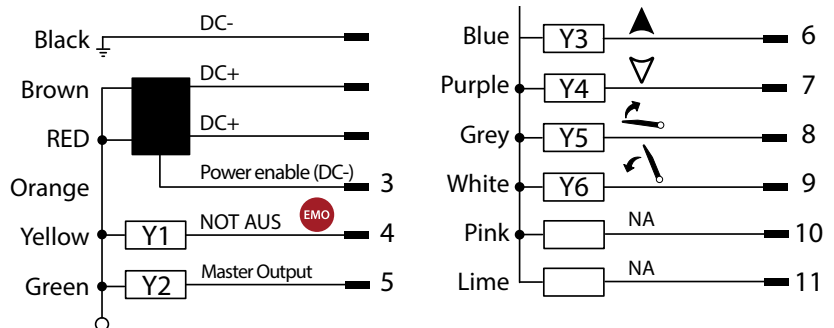 Black DC-
Brown DC+
RED DC+
Orange Power enable (DC-) 3
Yellow Y1 NOT AUS EMO 4
Green Y2 Master Output 5
Blue Y3 6
Purple Y4 7
Grey Y5 8
White Y6 9
Pink NA 10
Lime NA 11